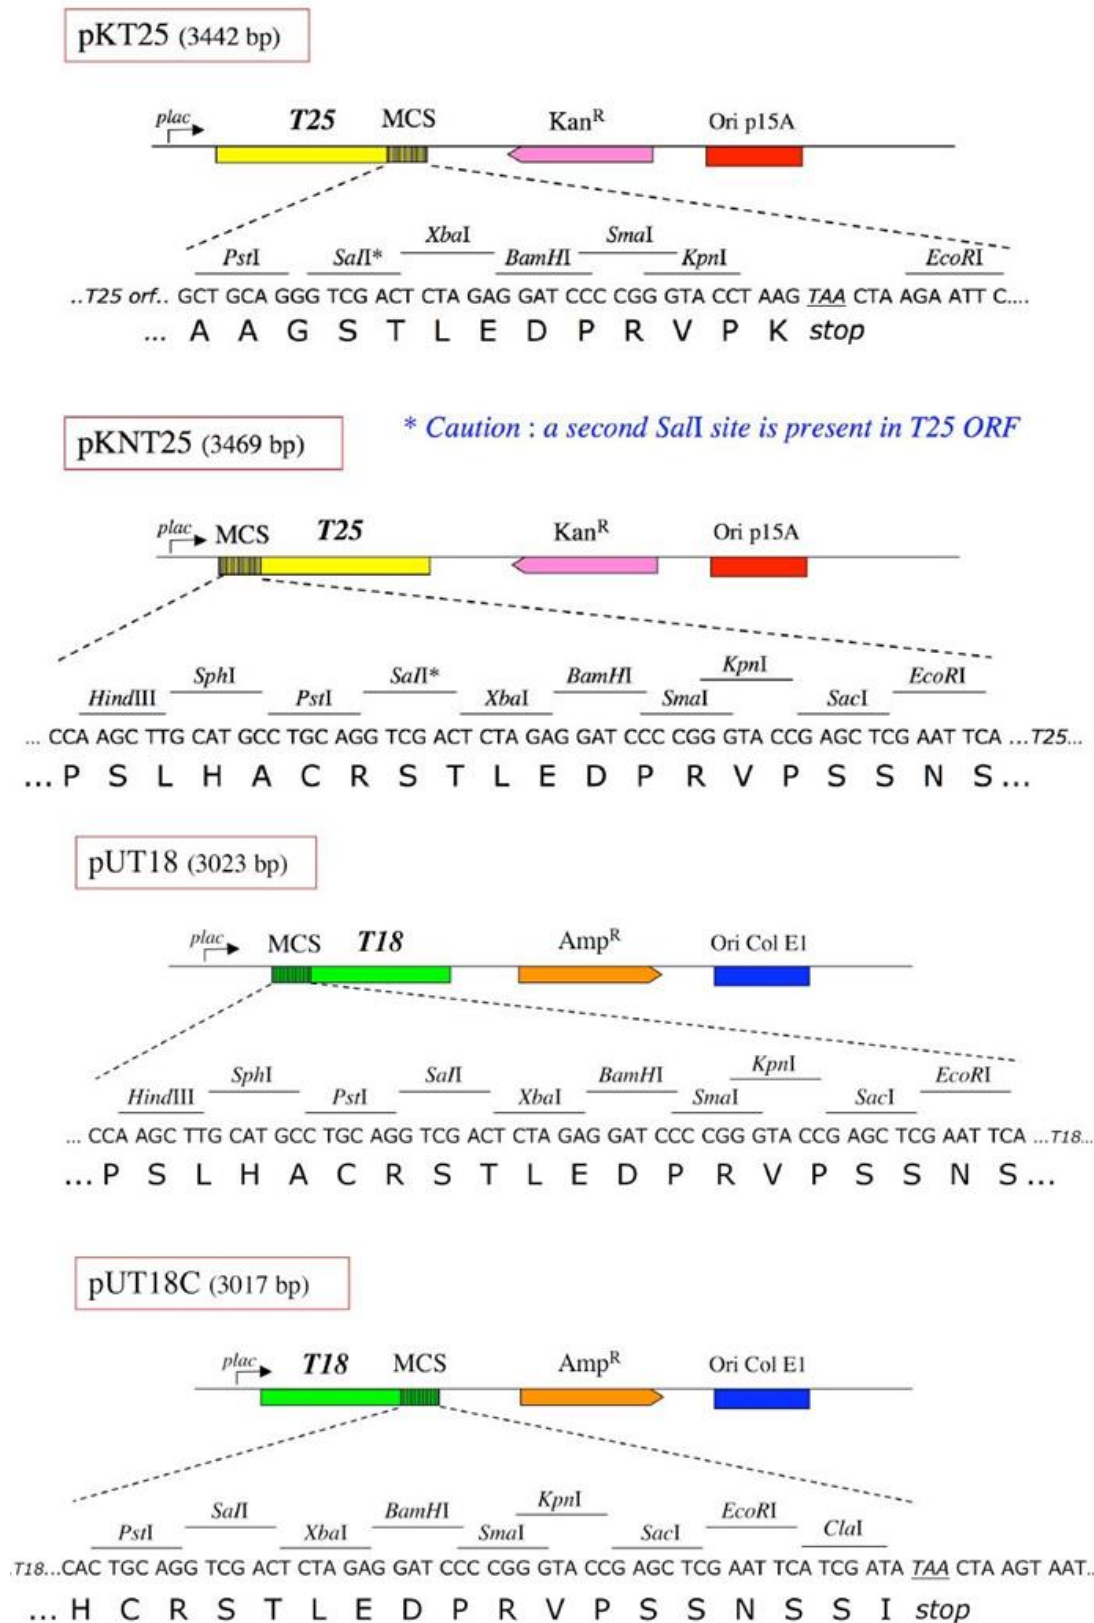 pKT25 (3442 bp)
plac T25 MCS Kan^R Ori p15A
XbaI SmaI
PstI SalI* BamHI KpnI EcoRI
..T25 orf.. GCT GCA GGG TCG ACT CTA GAG GAT CCC CGG GTA CCT AAG TAA CTA AGA ATT C....
... A A G S T L E D P R V P K stop
pKNT25 (3469 bp)
* Caution : a second SalI site is present in T25 ORF
plac MCS T25 Kan^R Ori p15A
SphI SalI* BamHI KpnI EcoRI
HindIII PstI XbaI SmaI SacI
... CCA AGC TTG CAT GCC TGC AGG TCG ACT CTA GAG GAT CCC CGG GTA CCG AGC TCG AAT TCA ...T25...
... P S L H A C R S T L E D P R V P S S N S ...
pUT18 (3023 bp)
plac MCS T18 Amp^R Ori Col E1
SphI SalI BamHI KpnI EcoRI
HindIII PstI XbaI SmaI SacI
... CCA AGC TTG CAT GCC TGC AGG TCG ACT CTA GAG GAT CCC CGG GTA CCG AGC TCG AAT TCA ...T18...
... P S L H A C R S T L E D P R V P S S N S ...
pUT18C (3017 bp)
plac T18 MCS Amp^R Ori Col E1
SalI BamHI KpnI EcoRI
PstI XbaI SmaI SacI ClaI
.T18...CAC TGC AGG TCG ACT CTA GAG GAT CCC CGG GTA CCG AGC TCG AAT TCA TCG ATA TAA CTA AGT AAT..
... H C R S T L E D P R V P S S N S S I stop